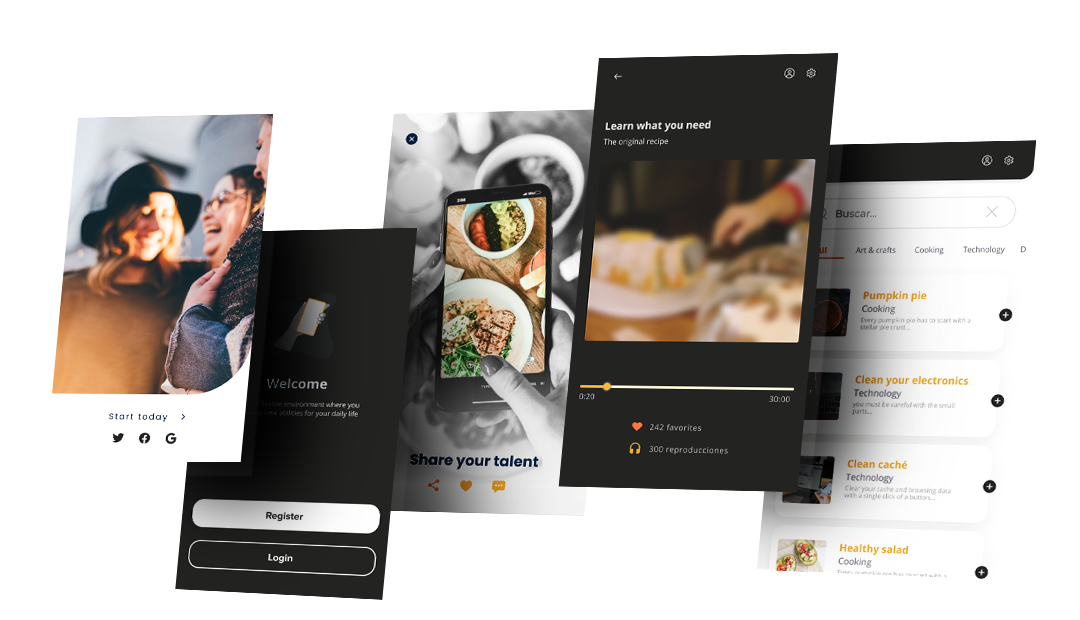 Start today
Welcome
environment where you
abilities for your daily life
Register
Login
Share your talent
Learn what you need
The original recipe
0:20
30:00
242 favorites
300 reproducciones
Buscar...
Art & crafts
Cooking
Technology
D
Pumpkin pie
Cooking
Every pumpkin pie has to start with a
stellar pie crust...
Clean your electronics
Technology
you must be careful with the small
parts...
Clean caché
Technology
Clear your cache and browsing data
with a single click of a button...
Healthy salad
Cooking